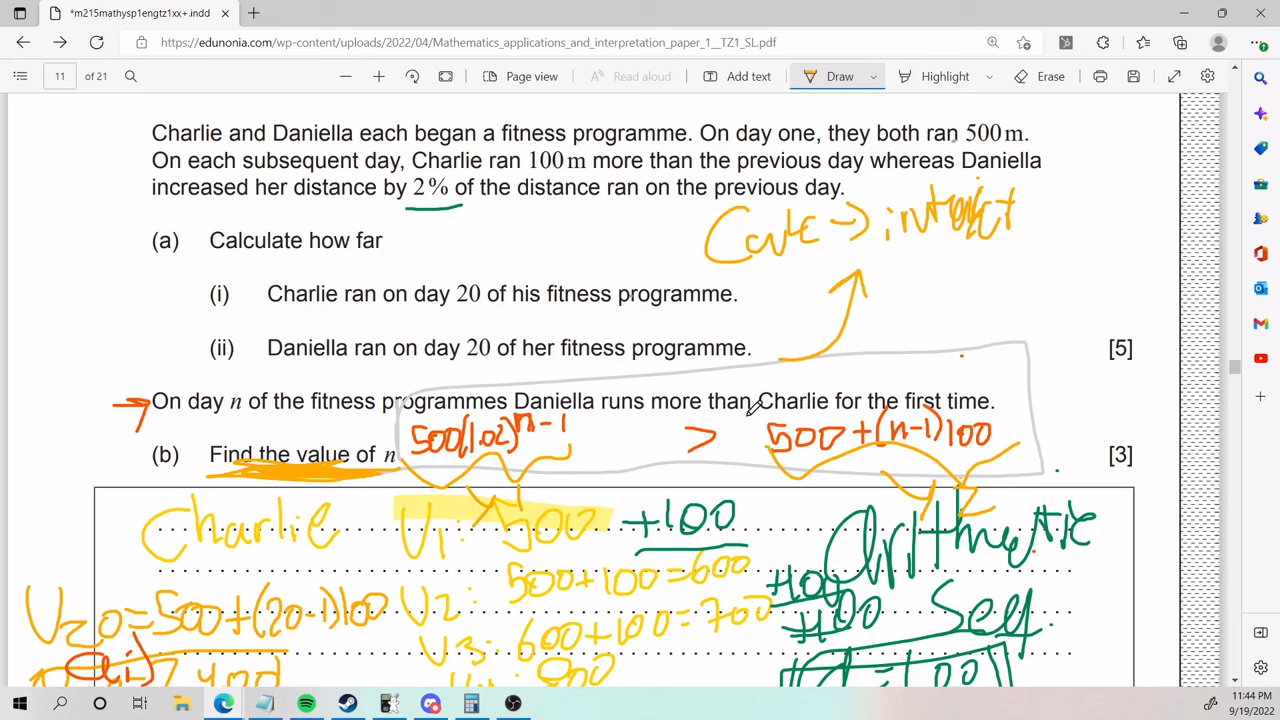 *m215mathysp1engtz1xx+.indd
https://edunonia.com/wp-content/uploads/2022/04/Mathematics_applications_and_interpretation_paper_1__TZ1_SL.pdf
11 of 21 Page view Read aloud Add text Draw Highlight Erase
Charlie and Daniella each began a fitness programme. On day one, they both ran 500 m.
On each subsequent day, Charlie ran 100 m more than the previous day whereas Daniella
increased her distance by 2 % of the distance ran on the previous day.
Calc → intersect
(a) Calculate how far
(i) Charlie ran on day 20 of his fitness programme.
(ii) Daniella ran on day 20 of her fitness programme. [5]
On day n of the fitness programmes Daniella runs more than Charlie for the first time.
500(1.02)^n-1 > 500+(n-1)100
(b) Find the value of n [3]
Charlie U1: 500 +100 Arithmetic
500+100=600
U20=500+(20-1)100 U2: +100 Self
U3: 600+100=700 +100
800
11:44 PM
9/19/2022